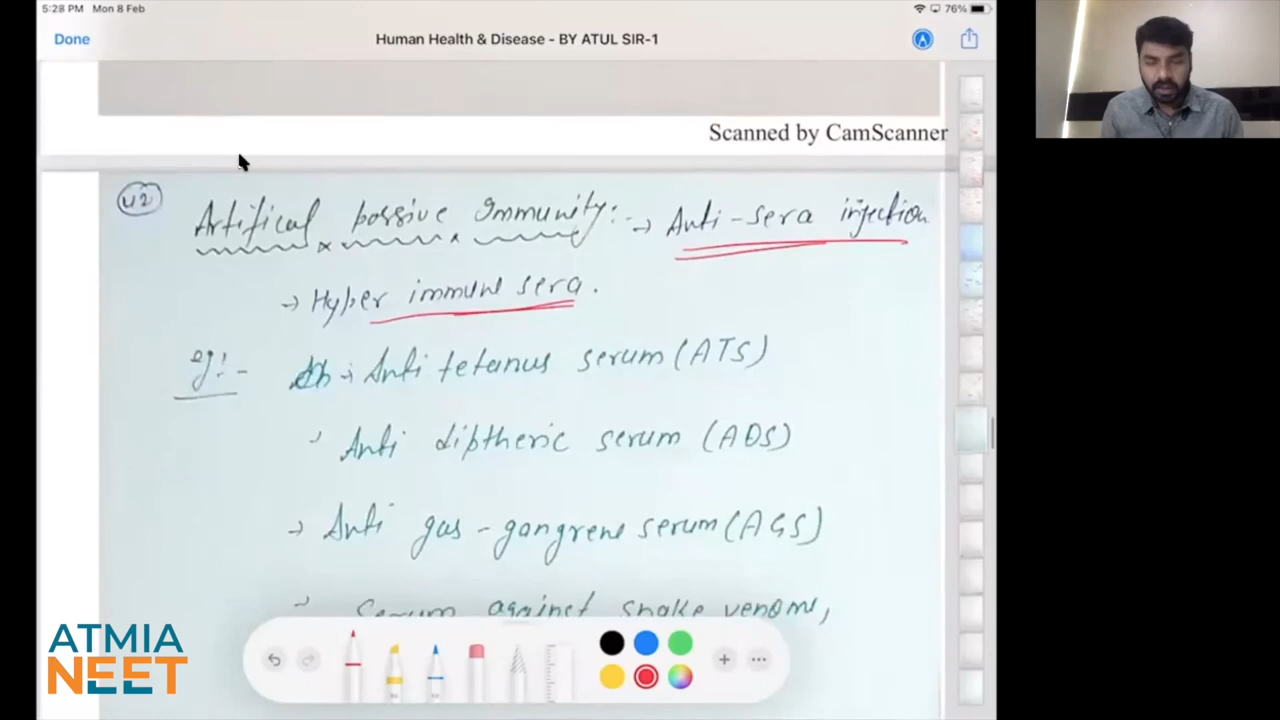 5:28 PM Mon 8 Feb
76%
Done
Human Health & Disease - BY ATUL SIR-1
Scanned by CamScanner
42
Artifical passive Immunity:- → Anti-sera injection
→ Hyper immune sera.
eg:- → Anti tetanus serum (ATS)
Anti diptheric serum (ADS)
→ Anti gas-gangrene serum (AGS)
→ Serum against snake venoms,
ATMIA
NEET